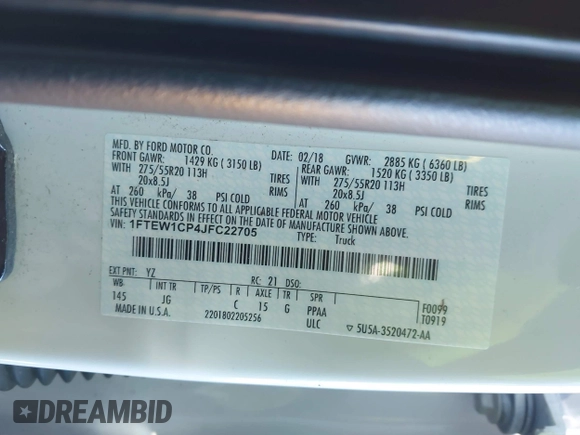 MFD. BY FORD MOTOR CO.
02/18 GVWR: 2885 KG ( 6360 LB)
FRONT GAWR: 1429 KG ( 3150 LB) REAR GAWR: 1520 KG ( 3350 LB)
WITH 275/55R20 113H TIRES WITH 275/55R20 113H TIRES
20x8.5J RIMS 20x8.5J RIMS
AT 260 kPa/ 38 PSI COLD AT 260 kPa/ 38 PSI COLD
THIS VEHICLE CONFORMS TO ALL APPLICABLE FEDERAL MOTOR VEHICLE
SAFETY STANDARDS IN EFFECT ON THE DATE OF MANUFACTURE SHOWN ABOVE.
VIN: 1FTEW1CP4JFC22705
TYPE: Truck
EXT PNT: YZ RC: 21 DSO:
WB INT TR TP/PS R AXLE TR SPR
145 JG C 15 G PPAA
F0099
T0919
MADE IN U.S.A. 2201802205256 ULC
▽ 5U5A-3520472-AA
DREAMBID